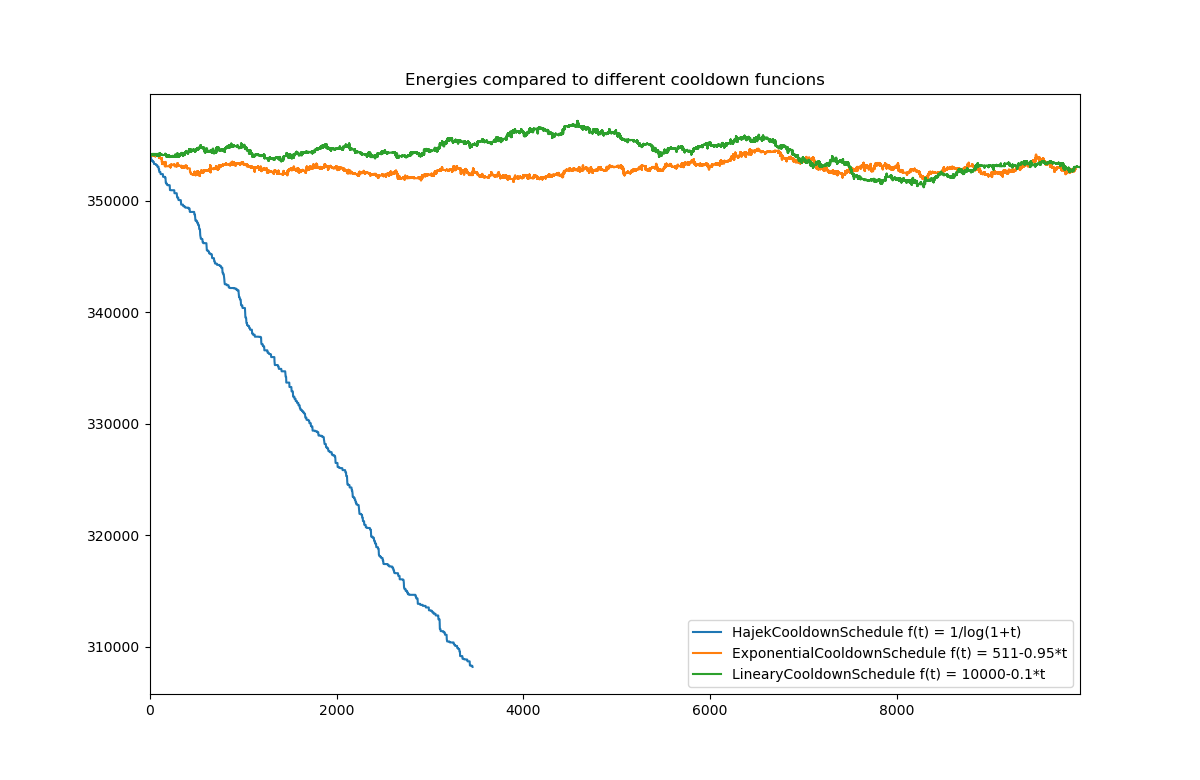 Energies compared to different cooldown funcions
350000
340000
330000
320000
310000
0
2000
4000
6000
8000
HajekCooldownSchedule f(t) = 1/log(1+t)
ExponentialCooldownSchedule f(t) = 511-0.95*t
LinearyCooldownSchedule f(t) = 10000-0.1*t